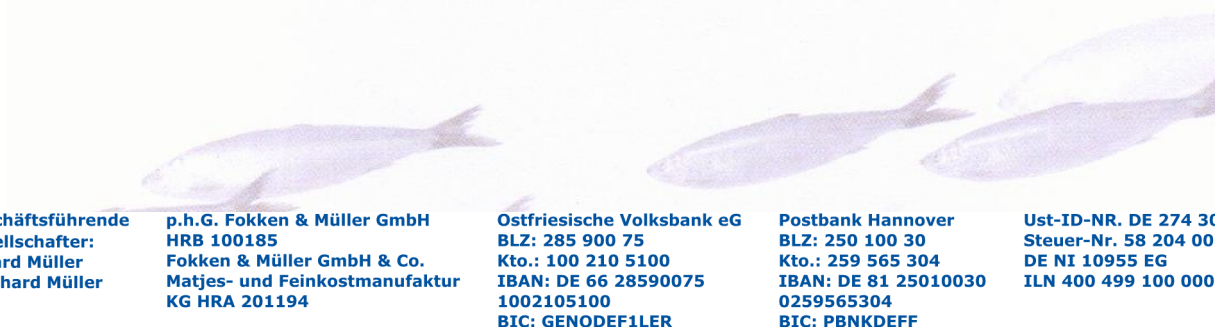 chäftsführende
ellschafter:
ard Müller
hard Müller
p.h.G. Fokken & Müller GmbH
HRB 100185
Fokken & Müller GmbH & Co.
Matjes- und Feinkostmanufaktur
KG HRA 201194
Ostfriesische Volksbank eG
BLZ: 285 900 75
Kto.: 100 210 5100
IBAN: DE 66 28590075
1002105100
BIC: GENODEF1LER
Postbank Hannover
BLZ: 250 100 30
Kto.: 259 565 304
IBAN: DE 81 25010030
0259565304
BIC: PBNKDEFF
Ust-ID-NR. DE 274 30
Steuer-Nr. 58 204 00
DE NI 10955 EG
ILN 400 499 100 000